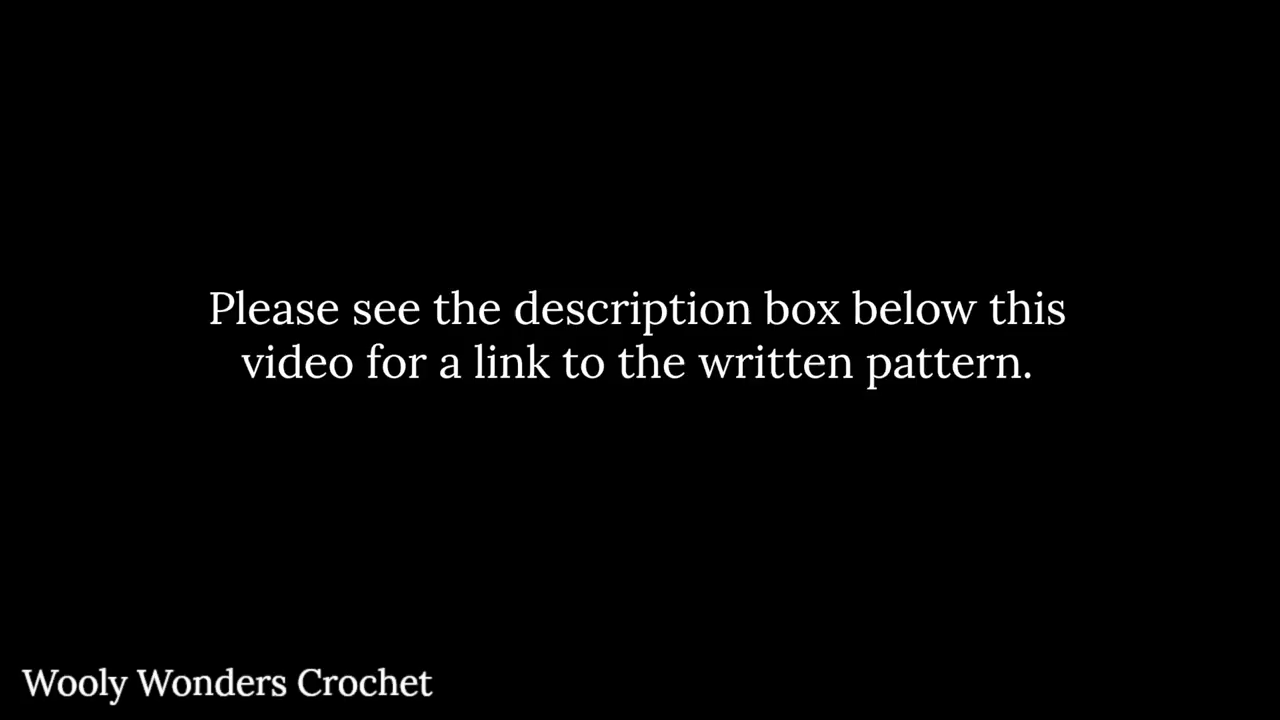 Please see the description box below this
video for a link to the written pattern.
Wooly Wonders Crochet